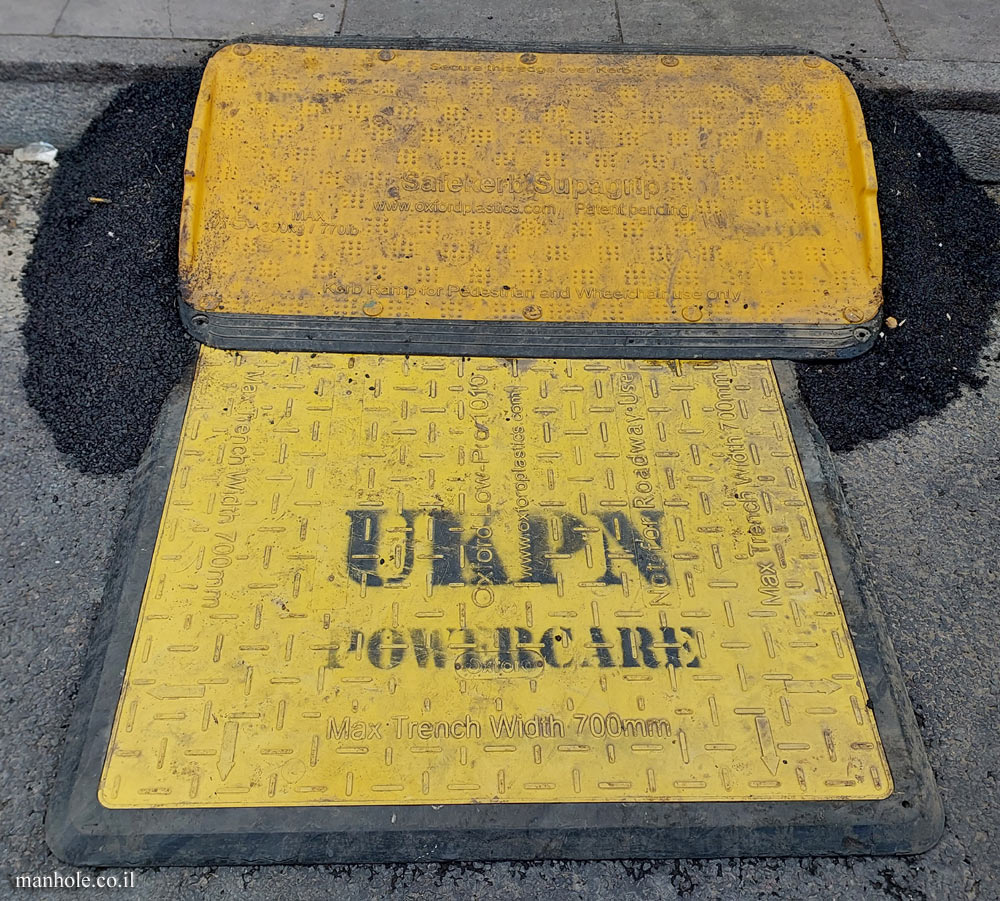 Secure this edge over Kerb
Safekerb Supagrip
www.oxfordplastics.com Patent pending
MAX
350kg / 770lb
Kerb Ramp for Pedestrian and Wheelchair use only
Max Trench Width 700mm
Oxford Low-Pro 1010
www.oxfordplastics.com
Not for Roadway Use
Max Trench Width 700mm
UKPN
POWERCARE
Oxford
Max Trench Width 700mm
manhole.co.il